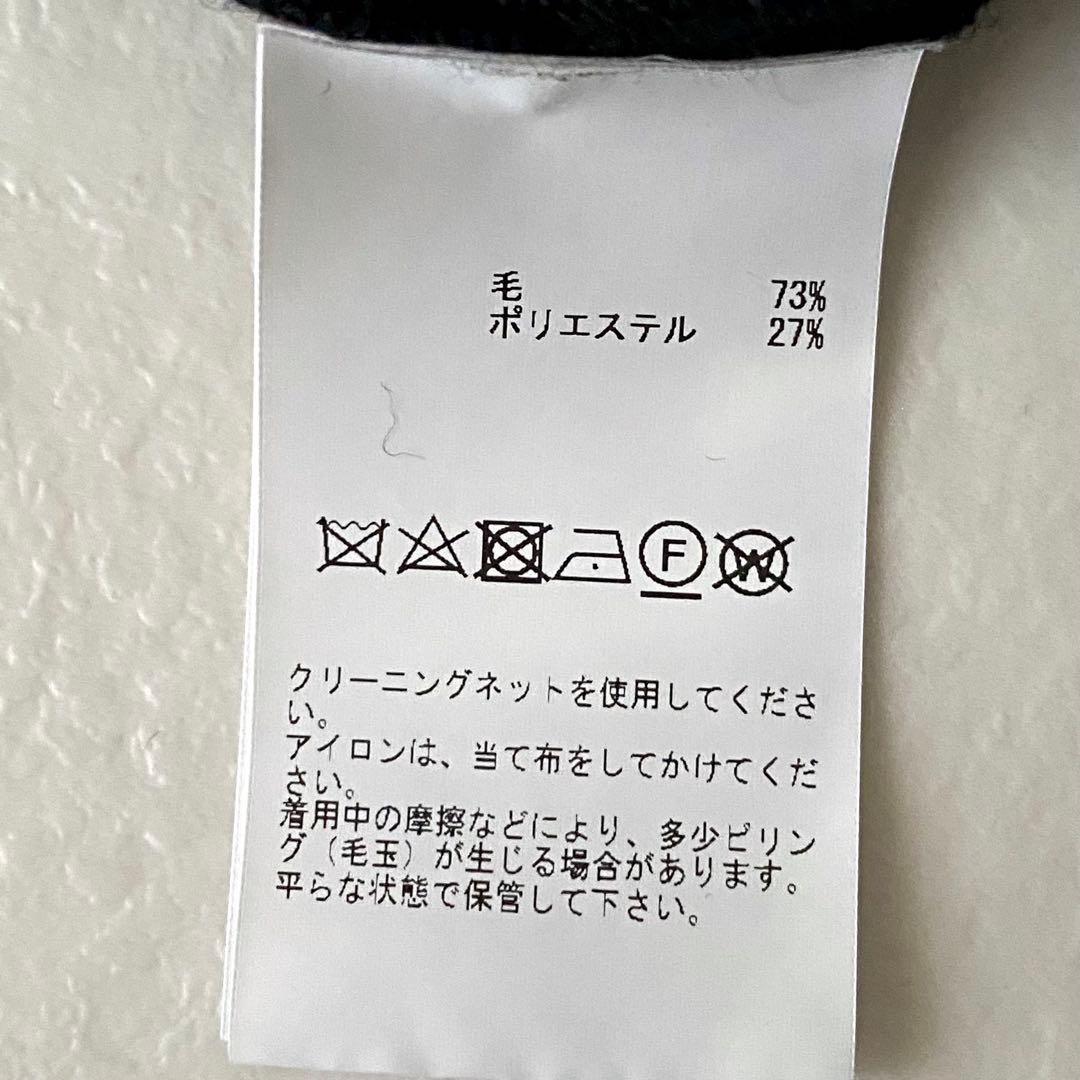 毛 73%
ポリエステル 27%
F
W
クリーニングネットを使用してくださ
い。
アイロンは、当て布をしてかけてくだ
さい。
着用中の摩擦などにより、多少ピリン
グ（毛玉）が生じる場合があります。
平らな状態で保管して下さい。